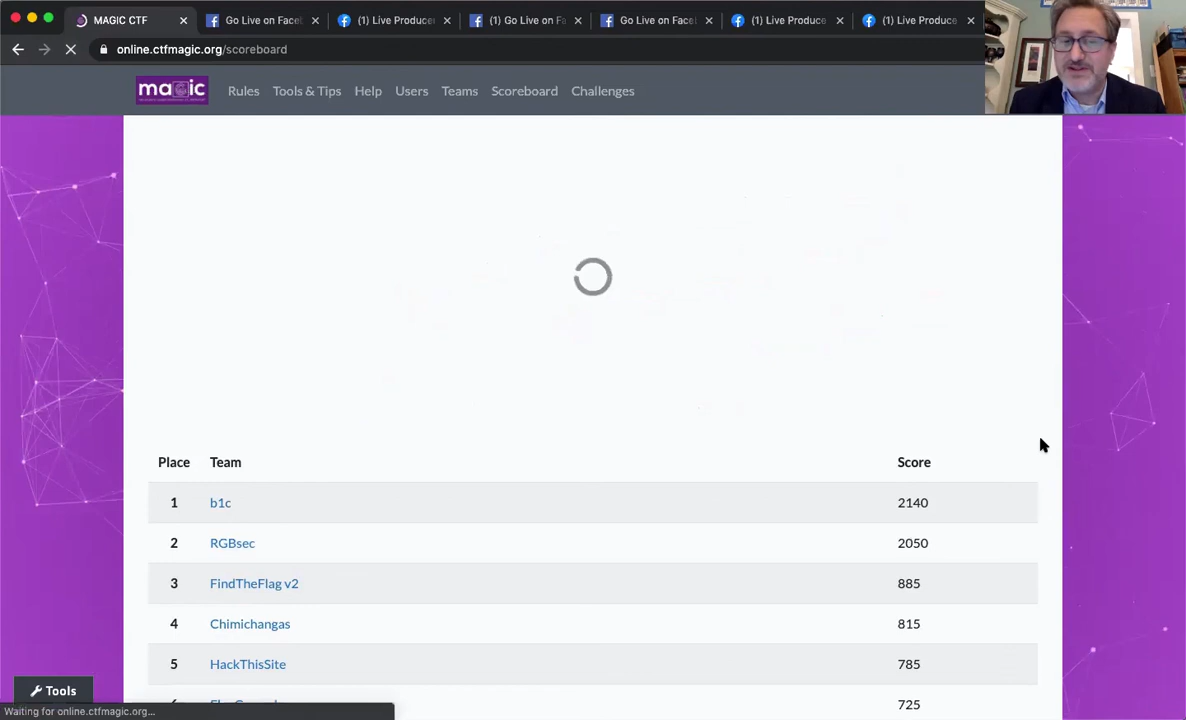 MAGIC CTF
Go Live on Faceb
(1) Live Produce
(1) Go Live on Fa
Go Live on Faceb
(1) Live Produce
(1) Live Produce
online.ctfmagic.org/scoreboard
magic Rules Tools & Tips Help Users Teams Scoreboard Challenges
Place Team Score
1 b1c 2140
2 RGBsec 2050
3 FindTheFlag v2 885
4 Chimichangas 815
5 HackThisSite 785
725
Tools
Waiting for online.ctfmagic.org...